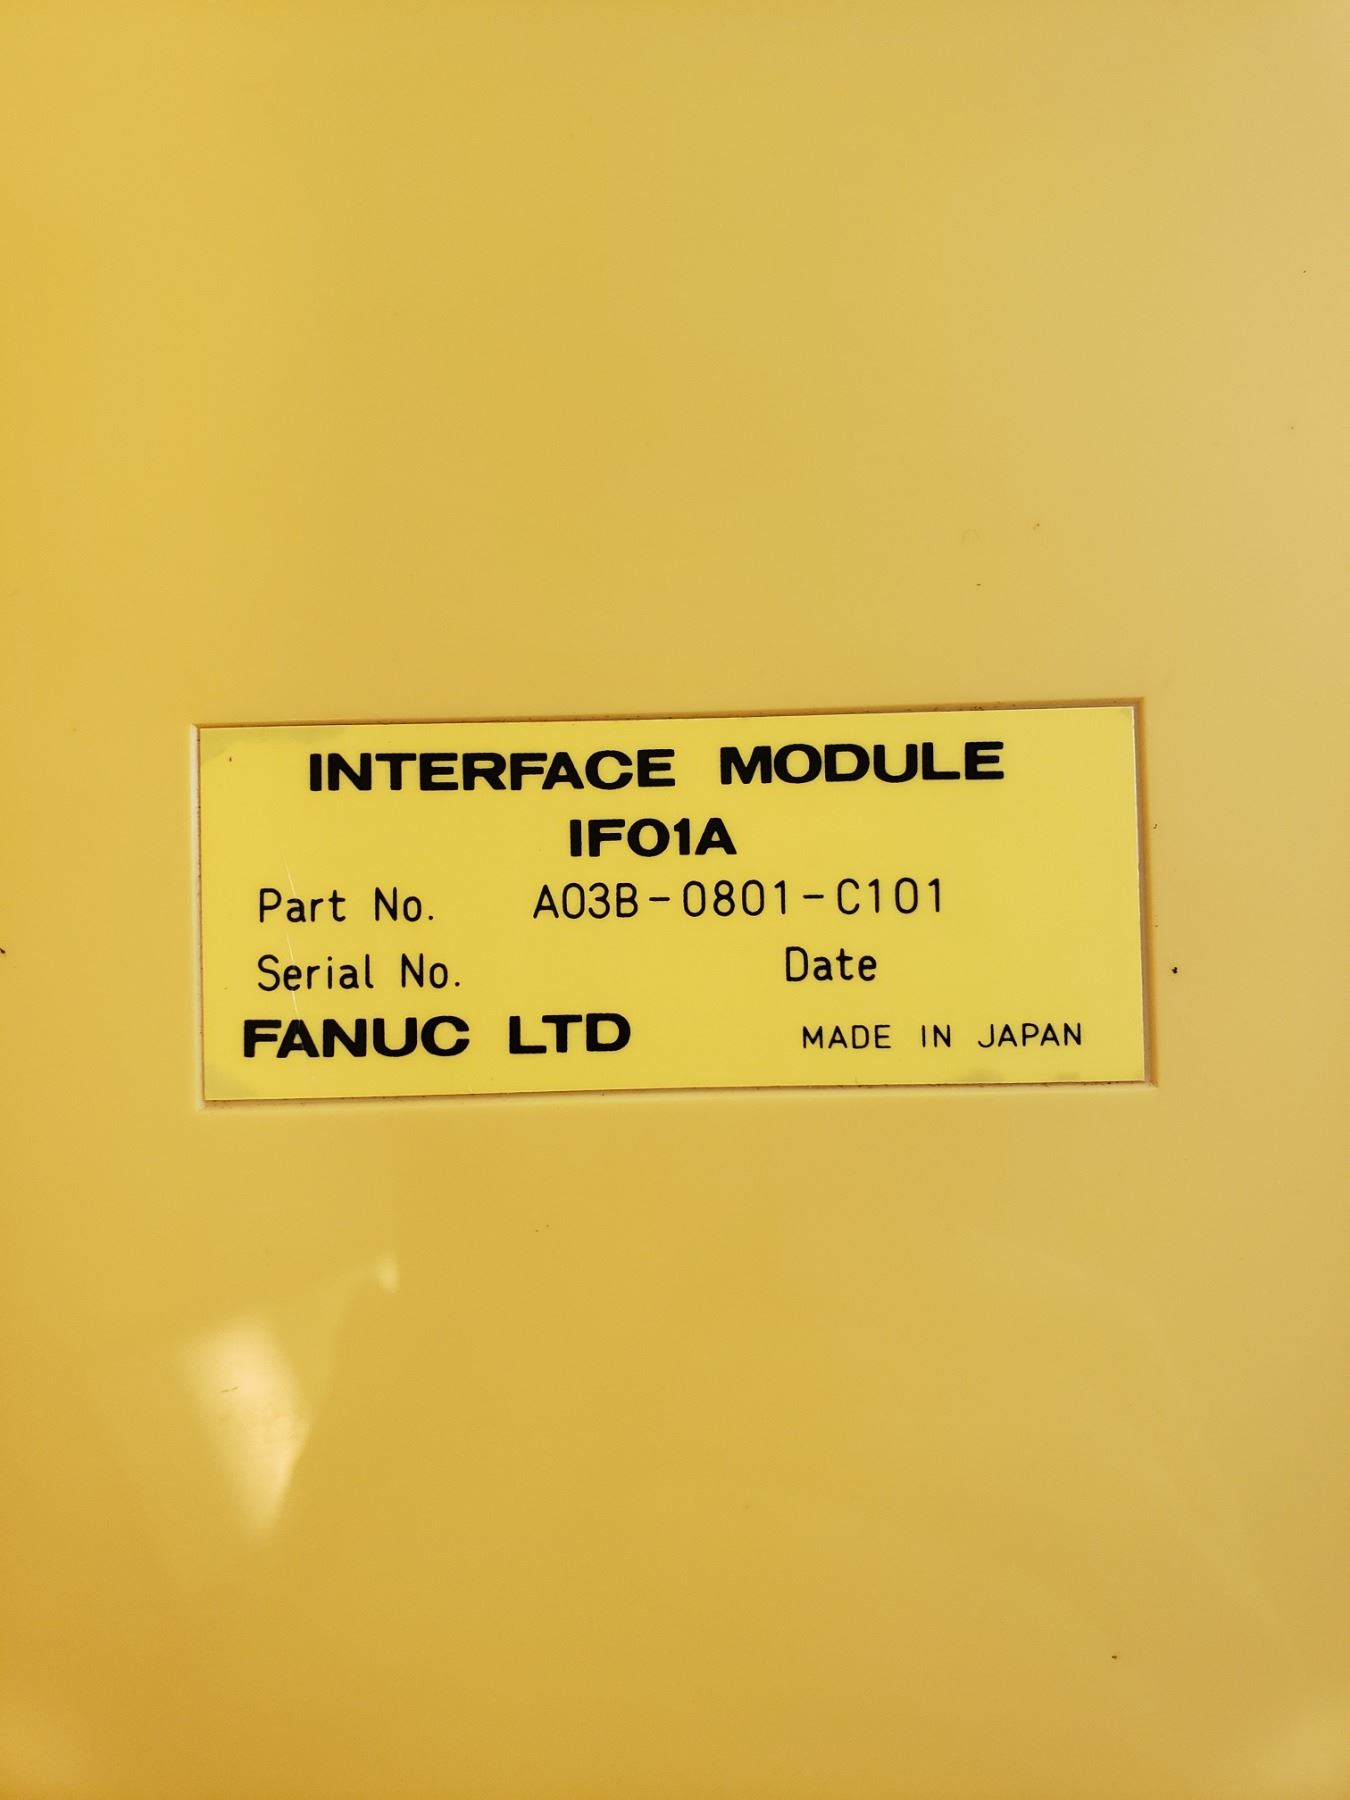 INTERFACE MODULE
IF01A
Part No. A03B-0801-C101
Serial No. Date
FANUC LTD MADE IN JAPAN